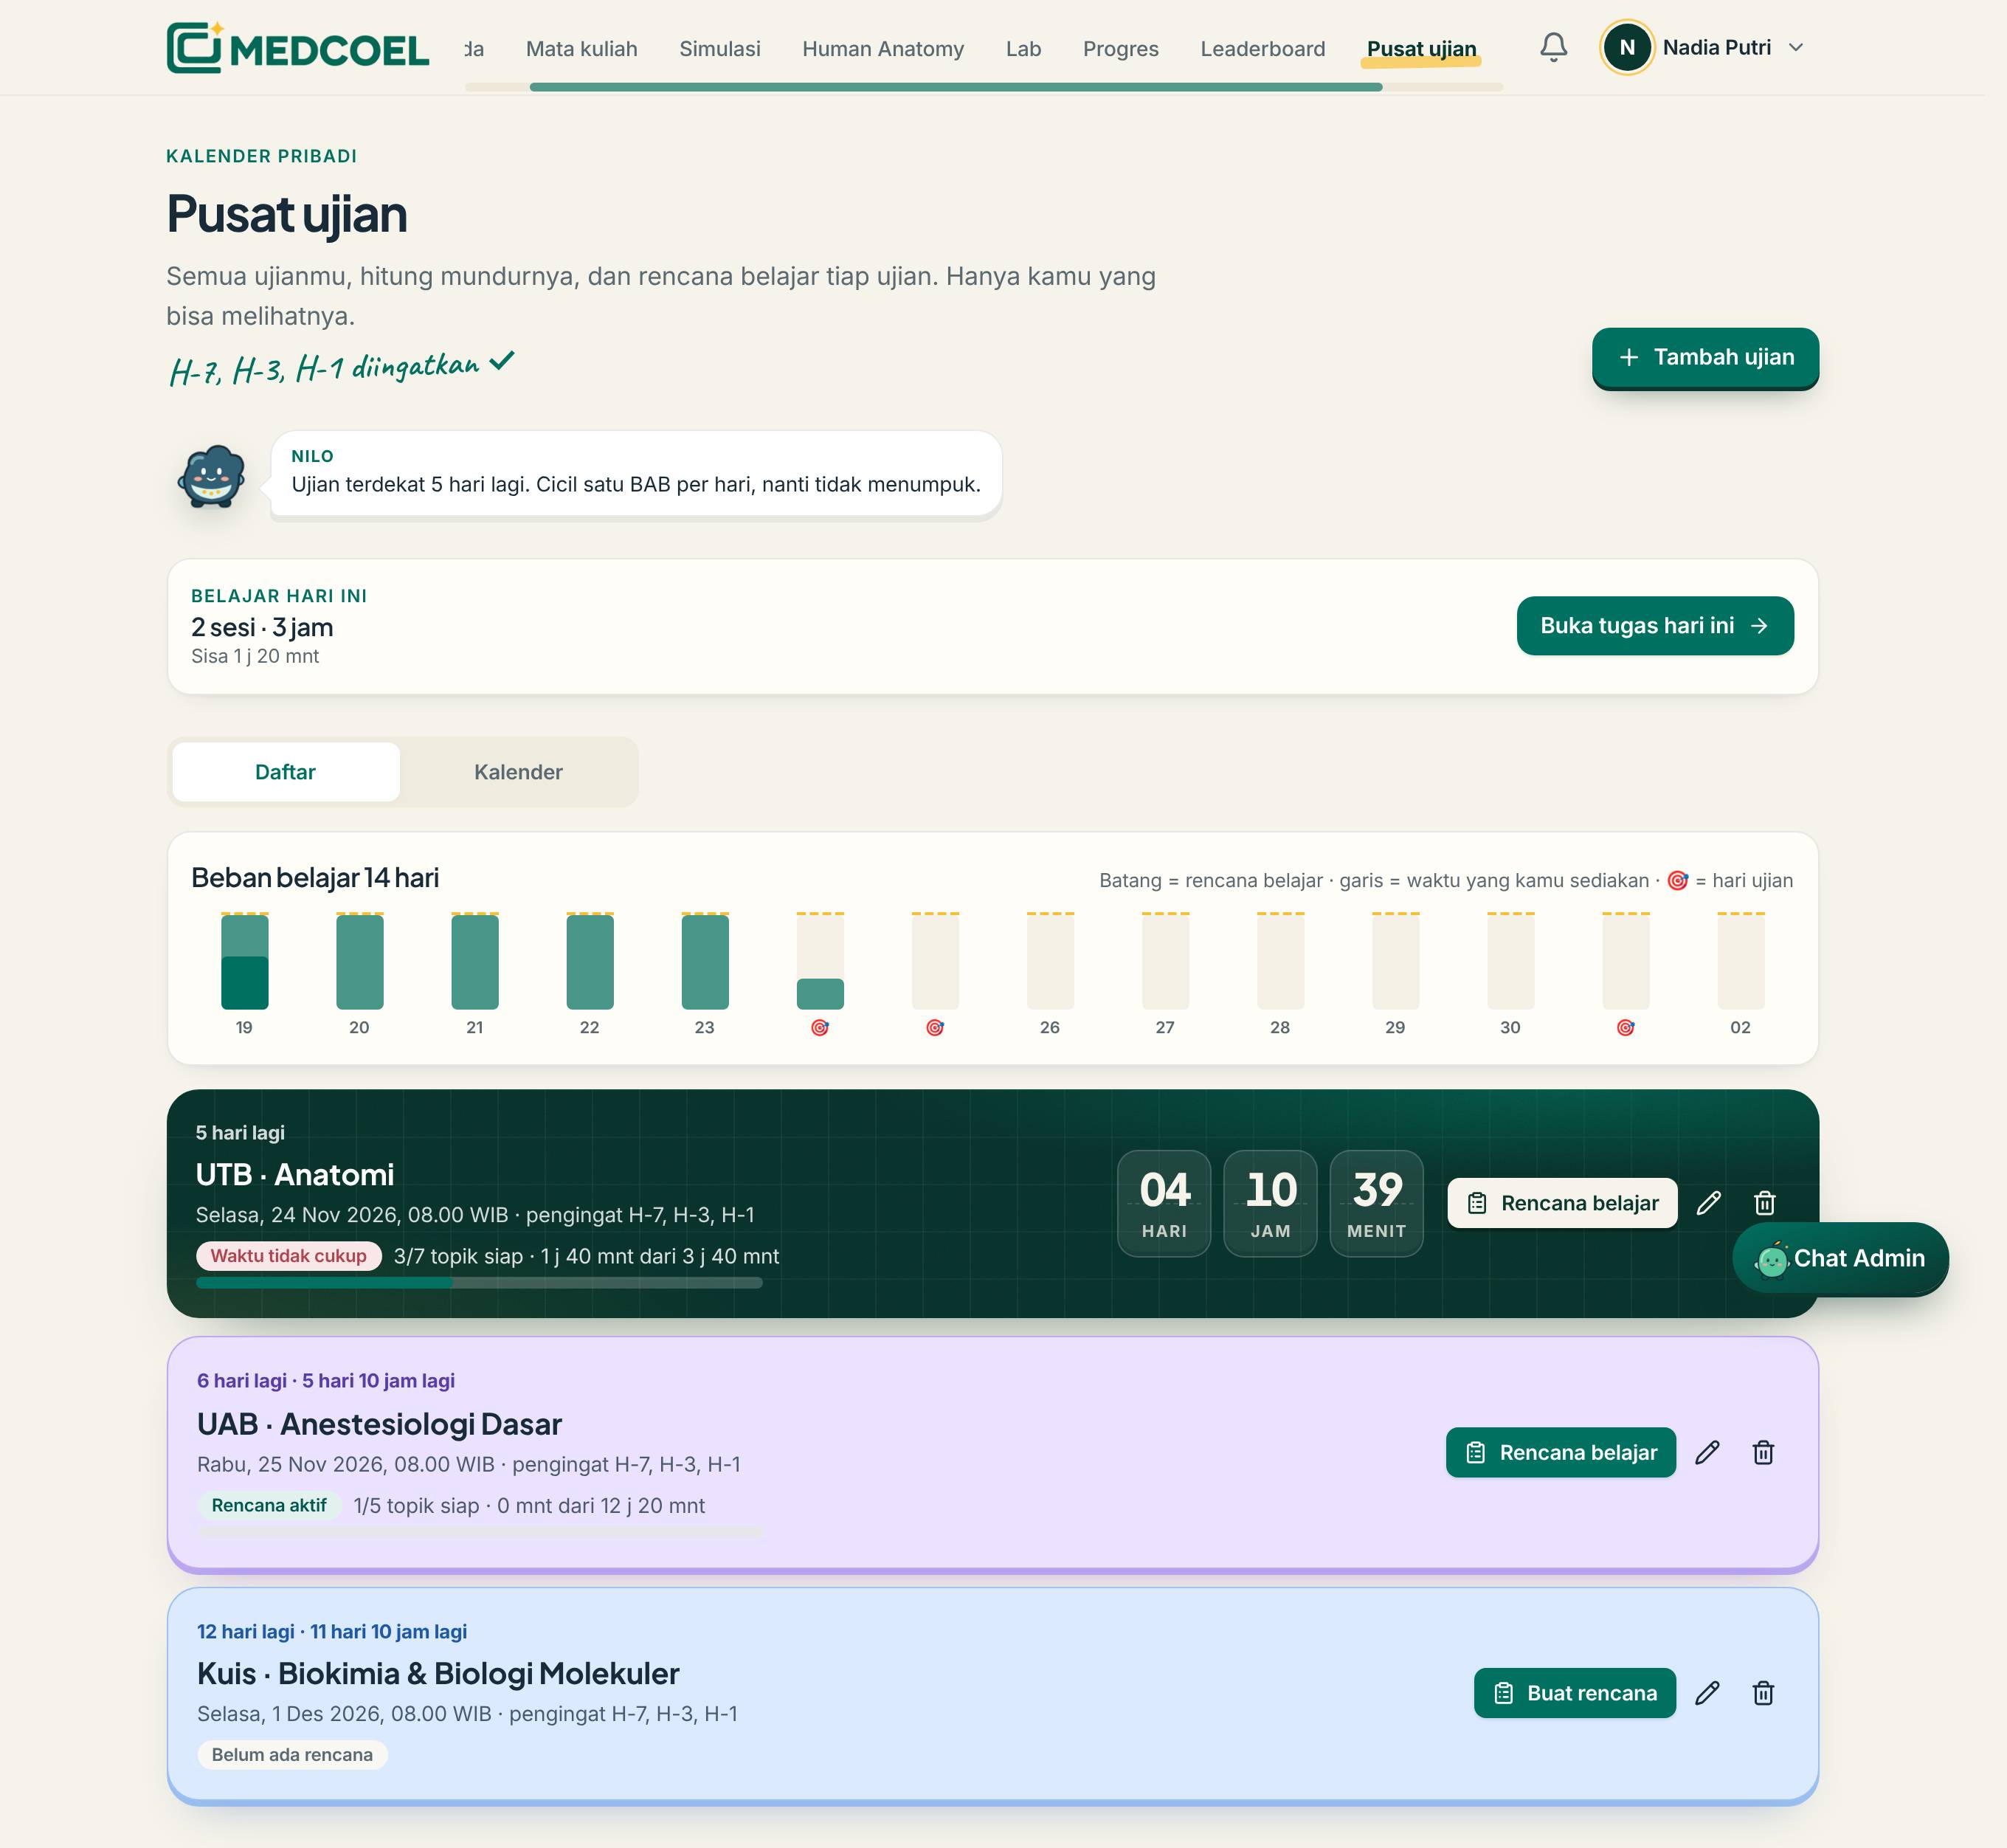 MEDCOEL
da Mata kuliah Simulasi Human Anatomy Lab Progres Leaderboard Pusat ujian
N Nadia Putri
KALENDER PRIBADI
Pusat ujian
Semua ujianmu, hitung mundurnya, dan rencana belajar tiap ujian. Hanya kamu yang
bisa melihatnya.
H-7, H-3, H-1 diingatkan ✓
Tambah ujian
NILO
Ujian terdekat 5 hari lagi. Cicil satu BAB per hari, nanti tidak menumpuk.
BELAJAR HARI INI
2 sesi · 3 jam
Sisa 1 j 20 mnt
Buka tugas hari ini →
Daftar Kalender
Beban belajar 14 hari
Batang = rencana belajar · garis = waktu yang kamu sediakan · 🎯 = hari ujian
19 20 21 22 23 🎯 🎯 26 27 28 29 30 🎯 02
5 hari lagi
UTB · Anatomi
Selasa, 24 Nov 2026, 08.00 WIB · pengingat H-7, H-3, H-1
Waktu tidak cukup 3/7 topik siap · 1 j 40 mnt dari 3 j 40 mnt
04 10 39
HARI JAM MENIT
Rencana belajar
Chat Admin
6 hari lagi · 5 hari 10 jam lagi
UAB · Anestesiologi Dasar
Rabu, 25 Nov 2026, 08.00 WIB · pengingat H-7, H-3, H-1
Rencana aktif 1/5 topik siap · 0 mnt dari 12 j 20 mnt
Rencana belajar
12 hari lagi · 11 hari 10 jam lagi
Kuis · Biokimia & Biologi Molekuler
Selasa, 1 Des 2026, 08.00 WIB · pengingat H-7, H-3, H-1
Belum ada rencana
Buat rencana